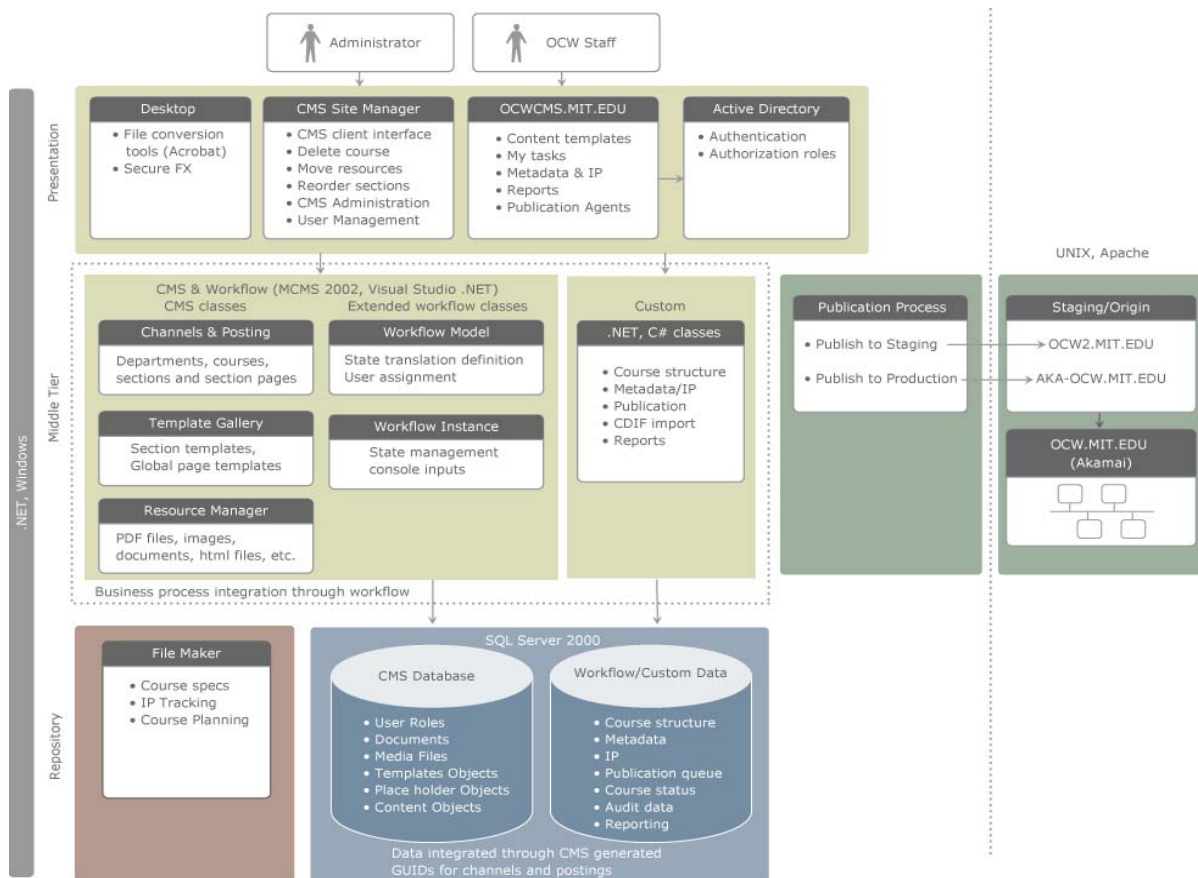 Administrator
OCW Staff
.NET, Windows
Presentation
Desktop
• File conversion
tools (Acrobat)
• Secure FX
CMS Site Manager
• CMS client interface
• Delete course
• Move resources
• Reorder sections
• CMS Administration
• User Management
OCWCMS.MIT.EDU
• Content templates
• My tasks
• Metadata & IP
• Reports
• Publication Agents
Active Directory
• Authentication
• Authorization roles
Middle Tier
CMS & Workflow (MCMS 2002, Visual Studio .NET)
CMS classes
Extended workflow classes
Channels & Posting
Departments, courses,
sections and section pages
Template Gallery
Section templates,
Global page templates
Resource Manager
PDF files, images,
documents, html files, etc.
Workflow Model
State translation definition
User assignment
Workflow Instance
State management
console inputs
Custom
.NET, C# classes
• Course structure
• Metadata/IP
• Publication
• CDIF import
• Reports
Business process integration through workflow
Publication Process
• Publish to Staging
• Publish to Production
UNIX, Apache
Staging/Origin
OCW2.MIT.EDU
AKA-OCW.MIT.EDU
OCW.MIT.EDU
(Akamai)
Repository
File Maker
• Course specs
• IP Tracking
• Course Planning
SQL Server 2000
CMS Database
• User Roles
• Documents
• Media Files
• Templates Objects
• Place holder Objects
• Content Objects
Workflow/Custom Data
• Course structure
• Metadata
• IP
• Publication queue
• Course status
• Audit data
• Reporting
Data integrated through CMS generated
GUIDs for channels and postings